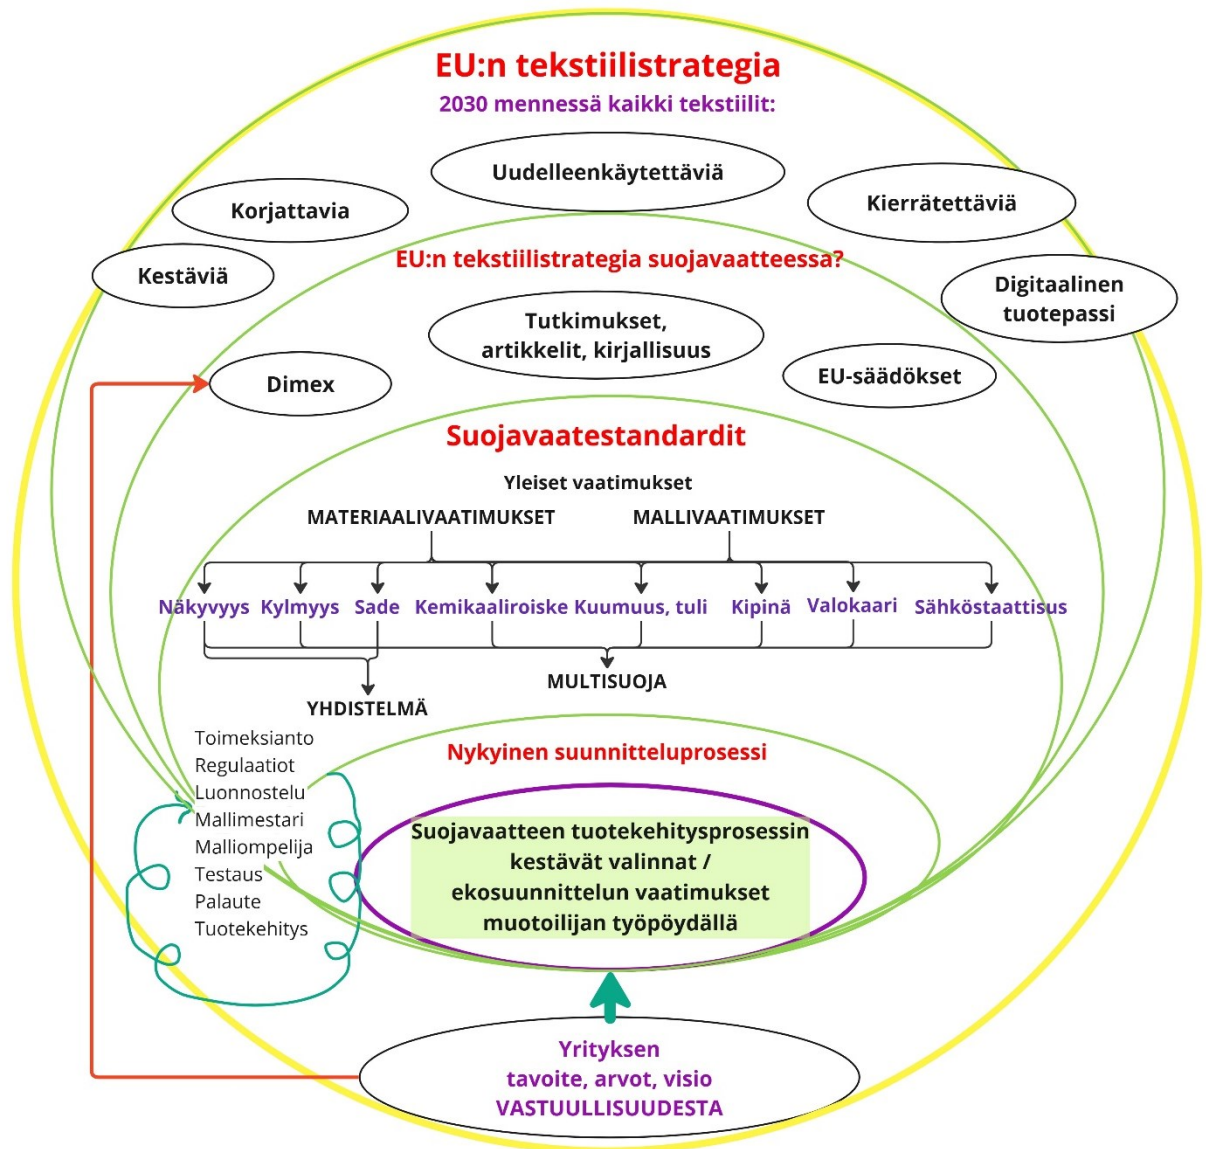 EU:n tekstiilistrategia
2030 mennessä kaikki tekstiilit:
Uudelleenkäytettäviä
Korjattavia
Kierrätettäviä
Kestäviä
Digitaalinen
tuotepassi
EU:n tekstiilistrategia suojavaatteessa?
Tutkimukset,
artikkelit, kirjallisuus
Dimex
EU-säädökset
Suojavaatestandardit
Yleiset vaatimukset
MATERIAALIVAATIMUKSET
MALLIVAATIMUKSET
Näkyvyys
Kylmyys
Sade
Kemikaaliroiske
Kuumuus, tuli
Kipinä
Valokaari
Sähköstaattisus
MULTISUOJA
YHDISTELMÄ
Toimeksianto
Regulaatiot
Luonnostelu
Mallimestari
Malliompelija
Testaus
Palaute
Tuotekehitys
Nykyinen suunnitteluprosessi
Suojavaatteen tuotekehitysprosessin
kestävät valinnat /
ekosuunnittelun vaatimukset
muotoilijan työpöydällä
Yrityksen
tavoite, arvot, visio
VASTUULLISUUDESTA